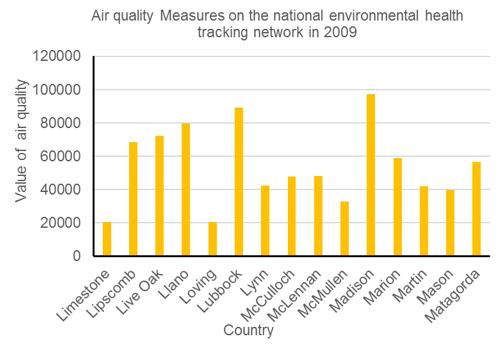 Air quality Measures on the national environmental health
tracking network in 2009
Value of air quality
120000
100000
80000
60000
40000
20000
0
Limestone
Lipscomb
Live Oak
Llano
Loving
Lubbock
Lynn
McCulloch
McLennan
McMullen
Madison
Marion
Martin
Mason
Matagorda
Country